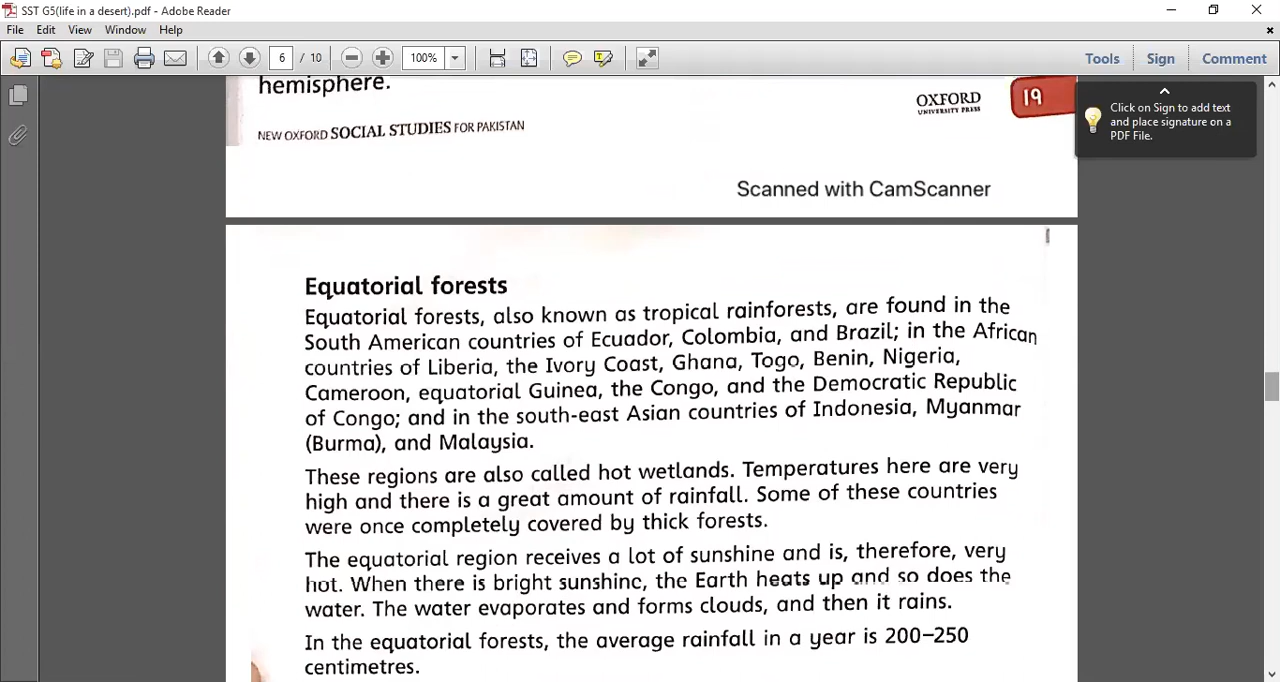 SST G5(life in a desert).pdf - Adobe Reader
File Edit View Window Help
6 / 10 100% Tools Sign Comment
hemisphere.
OXFORD
UNIVERSITY PRESS
19
NEW OXFORD SOCIAL STUDIES FOR PAKISTAN
Click on Sign to add text
and place signature on a
PDF File.
Scanned with CamScanner
Equatorial forests
Equatorial forests, also known as tropical rainforests, are found in the
South American countries of Ecuador, Colombia, and Brazil; in the African
countries of Liberia, the Ivory Coast, Ghana, Togo, Benin, Nigeria,
Cameroon, equatorial Guinea, the Congo, and the Democratic Republic
of Congo; and in the south-east Asian countries of Indonesia, Myanmar
(Burma), and Malaysia.
These regions are also called hot wetlands. Temperatures here are very
high and there is a great amount of rainfall. Some of these countries
were once completely covered by thick forests.
The equatorial region receives a lot of sunshine and is, therefore, very
hot. When there is bright sunshine, the Earth heats up and so does the
water. The water evaporates and forms clouds, and then it rains.
In the equatorial forests, the average rainfall in a year is 200–250
centimetres.